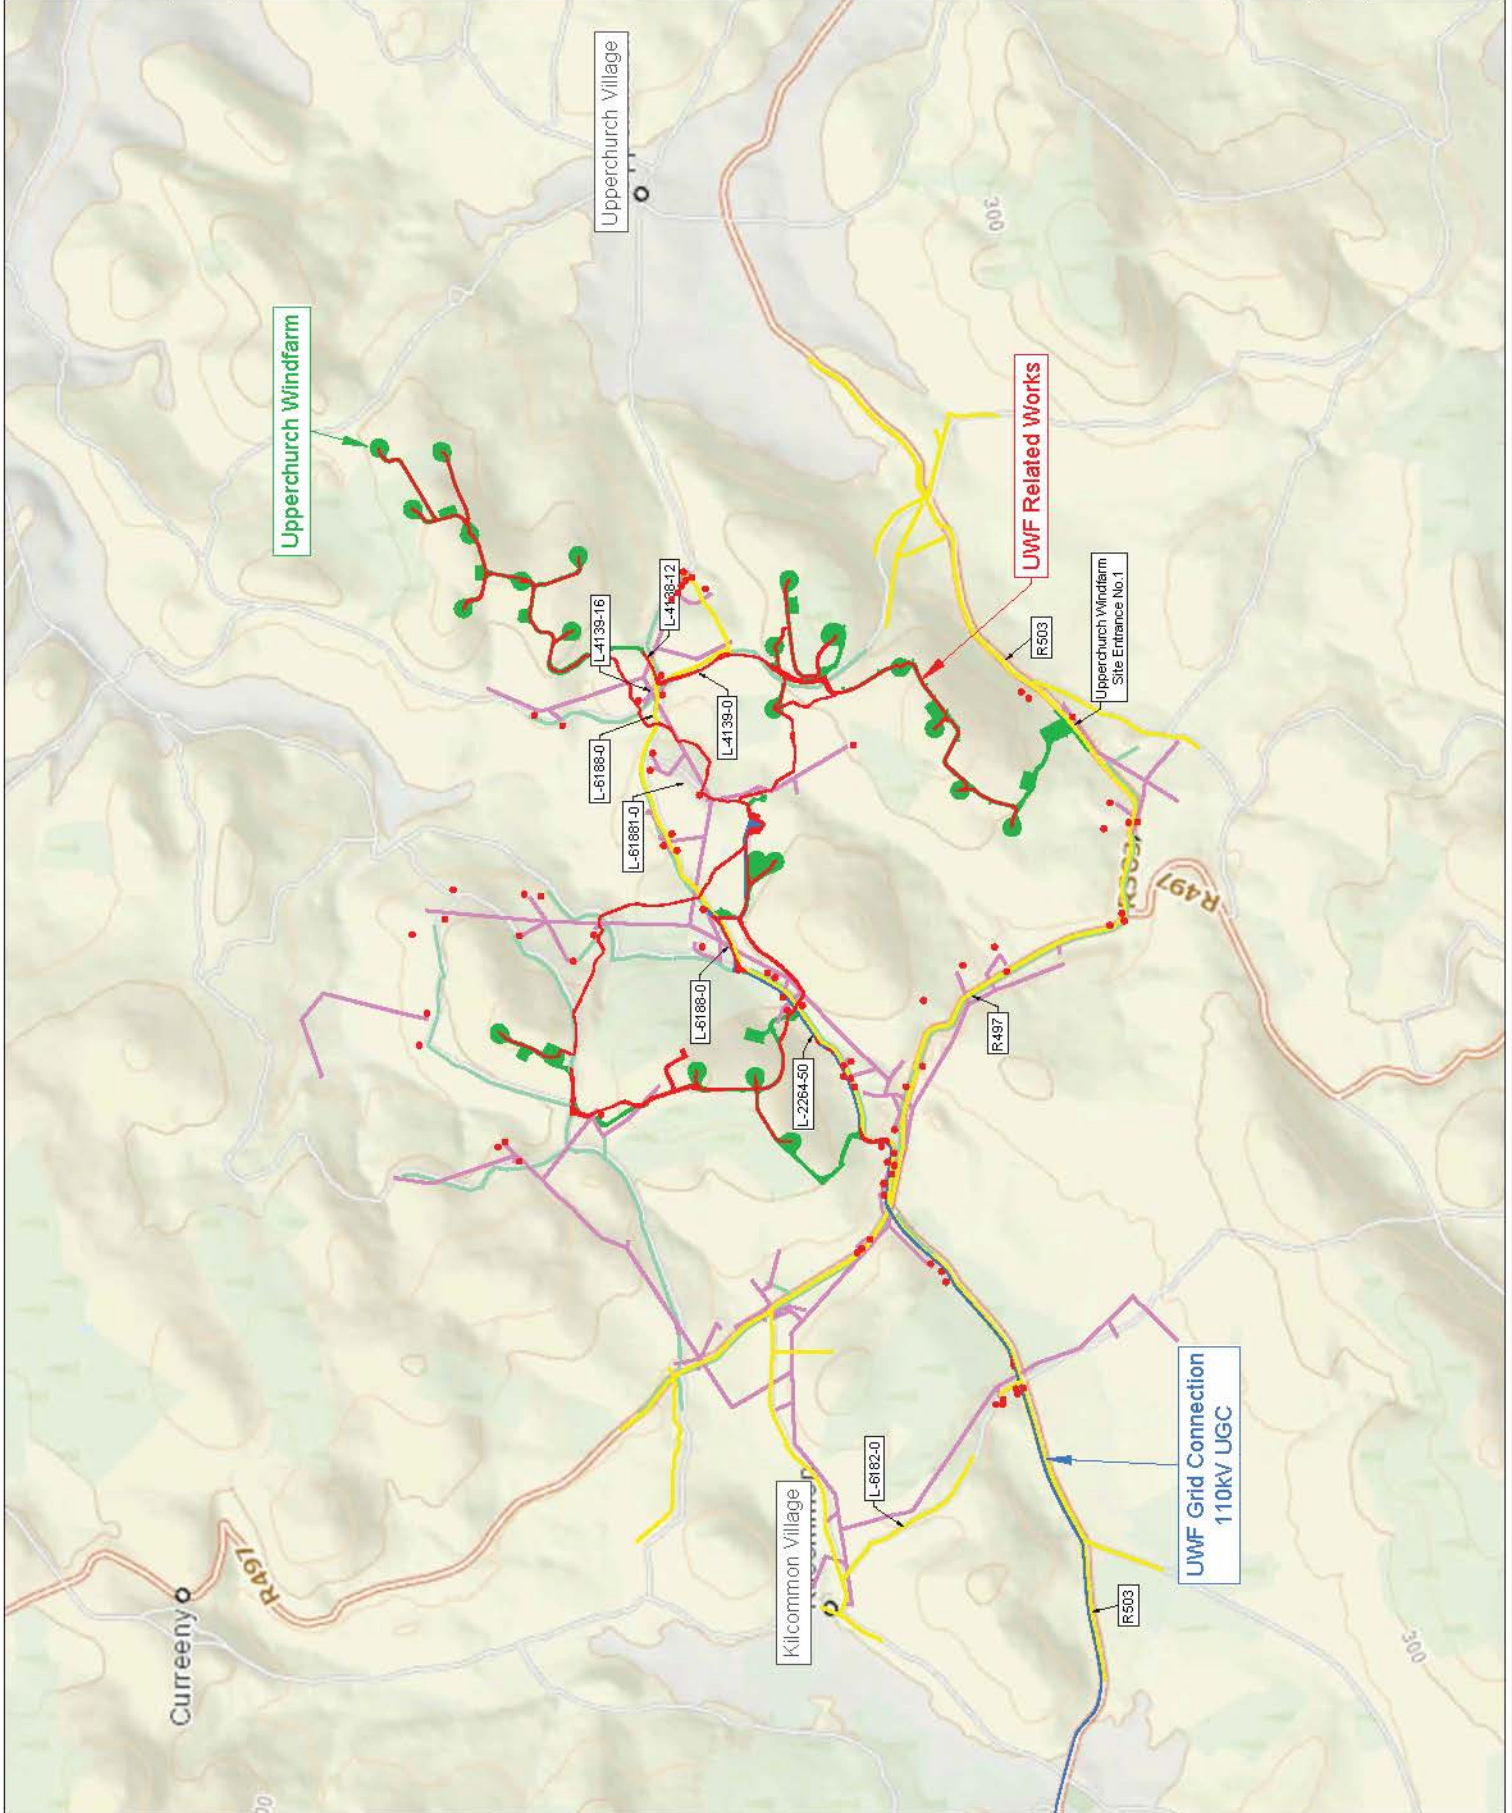 Upperchurch Village
Upperchurch Windfarm
300
L-4138-12
L-4139-16
UWF Related Works
R503
Upperchurch Windfarm
Site Entrance No.1
L-4139-0
L-6188-0
L-61881-0
R497
L-6188-0
R497
L-2264-50
UWF Grid Connection
110kV UGC
L-6182-0
Kilcommon Village
R497
Curreeny
R503
300